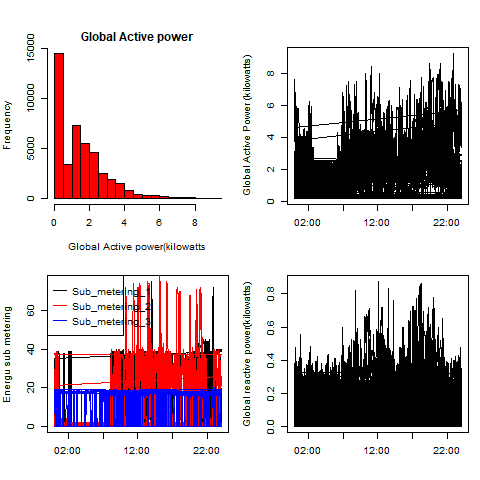 Global Active power
Frequency
0
5000
10000
15000
0 2 4 6 8
Global Active power(kilowatts
Global Active Power (kilowatts)
0 2 4 6 8
02:00 12:00 22:00
Energu sub metering
0 20 40 60
Sub_metering_1
Sub_metering_2
Sub_metering_3
02:00 12:00 22:00
Global reactive power(kilowatts)
0.0 0.2 0.4 0.6 0.8
02:00 12:00 22:00